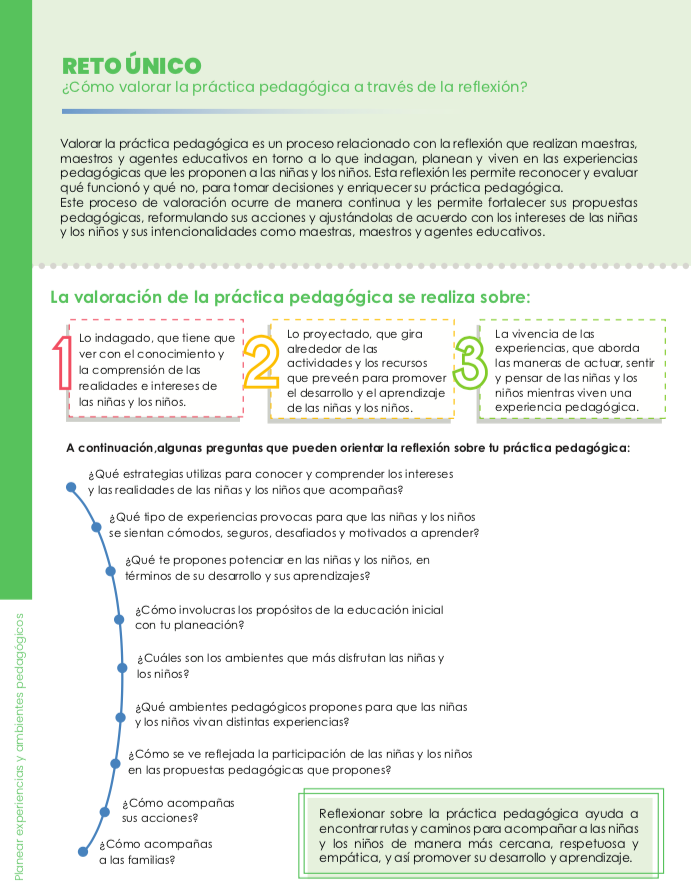 RETO ÚNICO
¿Cómo valorar la práctica pedagógica a través de la reflexión?
Valorar la práctica pedagógica es un proceso relacionado con la reflexión que realizan maestras,
maestros y agentes educativos en torno a lo que indagan, planean y viven en las experiencias
pedagógicas que les proponen a las niñas y los niños. Esta reflexión les permite reconocer y evaluar
qué funcionó y qué no, para tomar decisiones y enriquecer su práctica pedagógica.
Este proceso de valoración ocurre de manera continua y les permite fortalecer sus propuestas
pedagógicas, reformulando sus acciones y ajustándolas de acuerdo con los intereses de las niñas
y los niños y sus intencionalidades como maestras, maestros y agentes educativos.
La valoración de la práctica pedagógica se realiza sobre:
1
Lo indagado, que tiene que
ver con el conocimiento y
la comprensión de las
realidades e intereses de
las niñas y los niños.
2
Lo proyectado, que gira
alrededor de las
actividades y los recursos
que preveén para promover
el desarrollo y el aprendizaje
de las niñas y los niños.
3
La vivencia de las
experiencias, que aborda
las maneras de actuar, sentir
y pensar de las niñas y los
niños mientras viven una
experiencia pedagógica.
A continuación,algunas preguntas que pueden orientar la reflexión sobre tu práctica pedagógica:
¿Qué estrategias utilizas para conocer y comprender los intereses
y las realidades de las niñas y los niños que acompañas?
¿Qué tipo de experiencias provocas para que las niñas y los niños
se sientan cómodos, seguros, desafiados y motivados a aprender?
¿Qué te propones potenciar en las niñas y los niños, en
términos de su desarrollo y sus aprendizajes?
¿Cómo involucras los propósitos de la educación inicial
con tu planeación?
¿Cuáles son los ambientes que más disfrutan las niñas y
los niños?
¿Qué ambientes pedagógicos propones para que las niñas
y los niños vivan distintas experiencias?
¿Cómo se ve reflejada la participación de las niñas y los niños
en las propuestas pedagógicas que propones?
¿Cómo acompañas
sus acciones?
¿Cómo acompañas
a las familias?
Reflexionar sobre la práctica pedagógica ayuda a
encontrar rutas y caminos para acompañar a las niñas
y los niños de manera más cercana, respetuosa y
empática, y así promover su desarrollo y aprendizaje.
Planear experiencias y ambientes pedagógicos